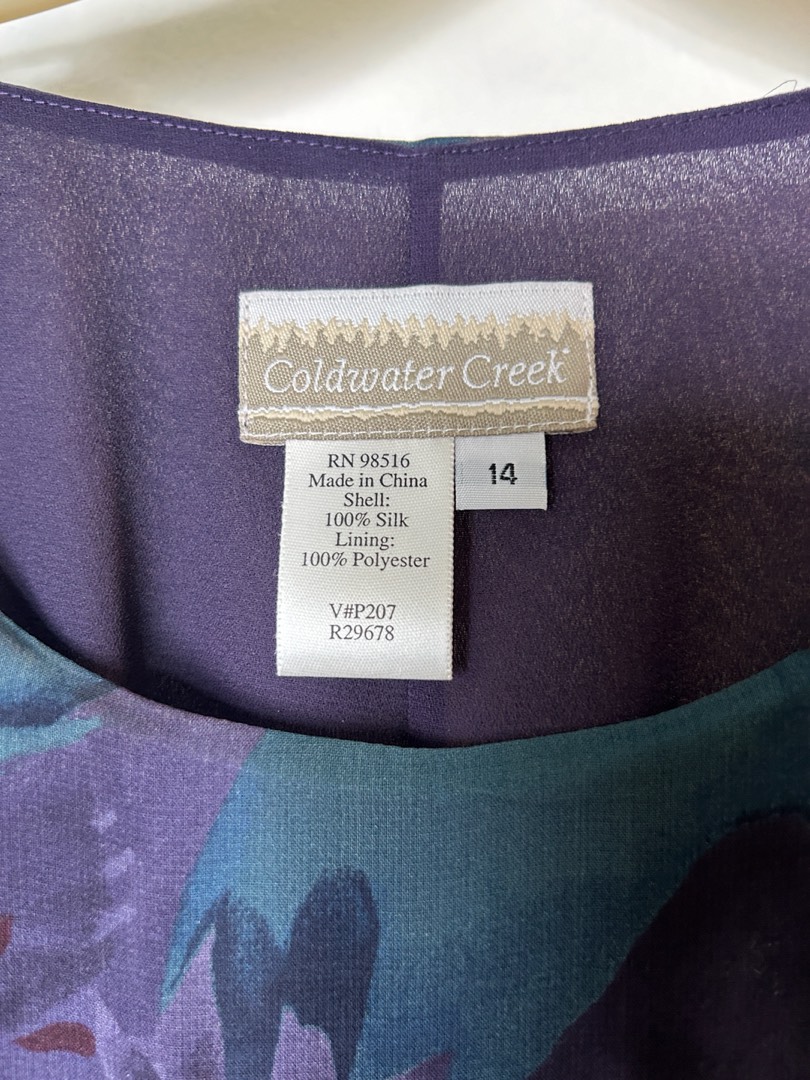 Coldwater Creek
14
RN 98516
Made in China
Shell:
100% Silk
Lining:
100% Polyester
V#P207
R29678